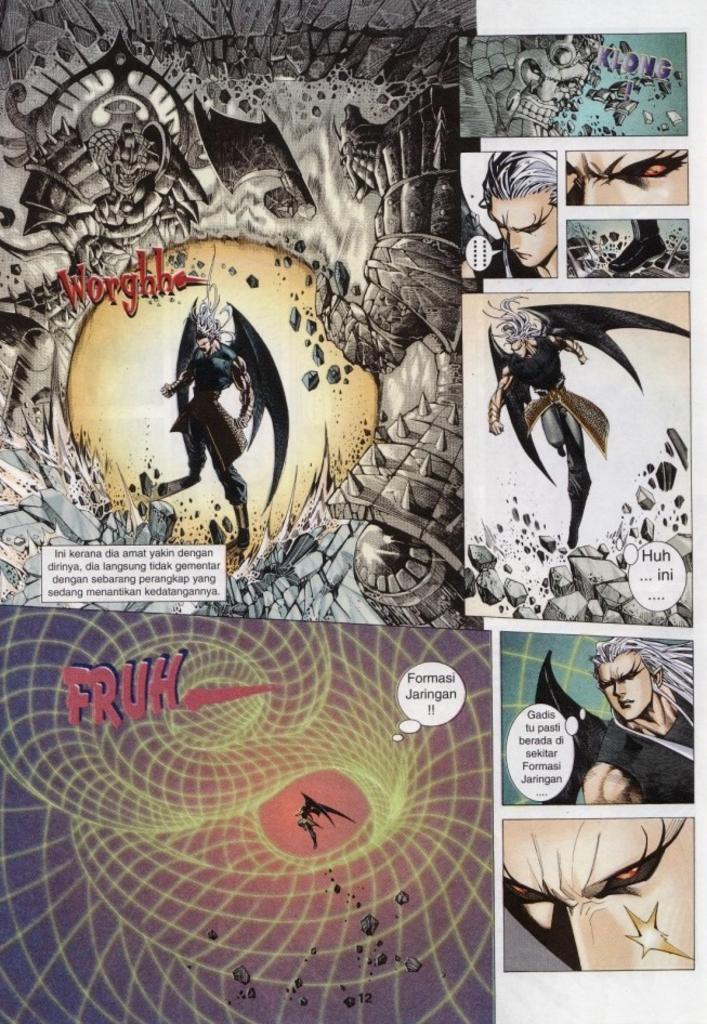 KLONG
!
Worghh
Ini kerana dia amat yakin dengan
dirinya, dia langsung tidak gementar
dengan sebarang perangkap yang
sedang menantikan kedatangannya.
Huh
... ini
....
FRUH
Formasi
Jaringan
!!
Gadis
tu pasti
berada di
sekitar
Formasi
Jaringan
....
12